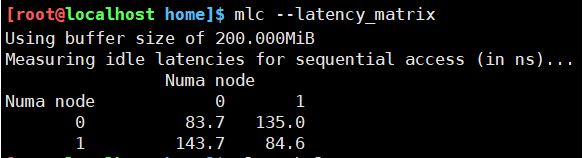 [root@localhost home]$ mlc --latency_matrix
Using buffer size of 200.000MiB
Measuring idle latencies for sequential access (in ns)...
Numa node
Numa node 0 1
0 83.7 135.0
1 143.7 84.6